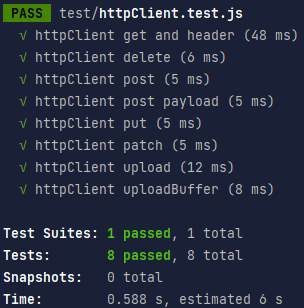 PASS test/httpClient.test.js
√ httpClient get and header (48 ms)
√ httpClient delete (6 ms)
√ httpClient post (5 ms)
√ httpClient post payload (5 ms)
√ httpClient put (5 ms)
√ httpClient patch (5 ms)
√ httpClient upload (12 ms)
√ httpClient uploadBuffer (8 ms)
Test Suites: 1 passed, 1 total
Tests: 8 passed, 8 total
Snapshots: 0 total
Time: 0.588 s, estimated 6 s